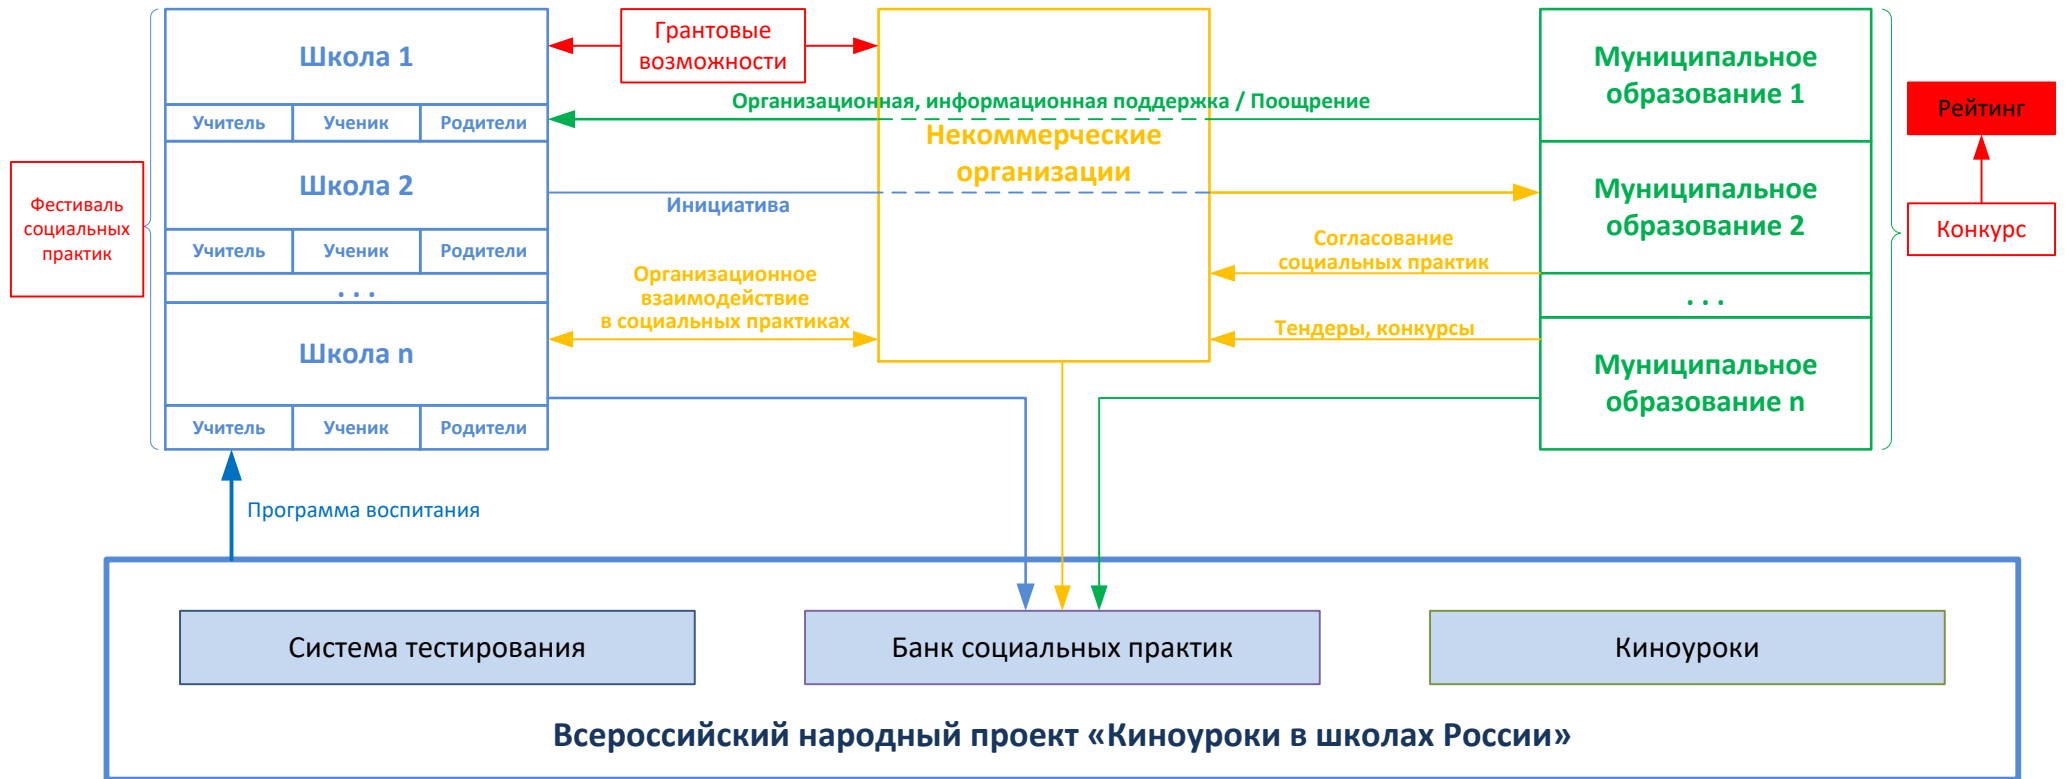 Школа 1
Учитель Ученик Родители
Школа 2
Учитель Ученик Родители
. . .
Школа n
Учитель Ученик Родители
Фестиваль
социальных
практик
Грантовые
возможности
Организационная, информационная поддержка / Поощрение
Некоммерческие
организации
Инициатива
Организационное
взаимодействие
в социальных практиках
Согласование
социальных практик
Тендеры, конкурсы
Муниципальное
образование 1
Муниципальное
образование 2
. . .
Муниципальное
образование n
Рейтинг
Конкурс
Программа воспитания
Система тестирования
Банк социальных практик
Киноуроки
Всероссийский народный проект «Киноуроки в школах России»